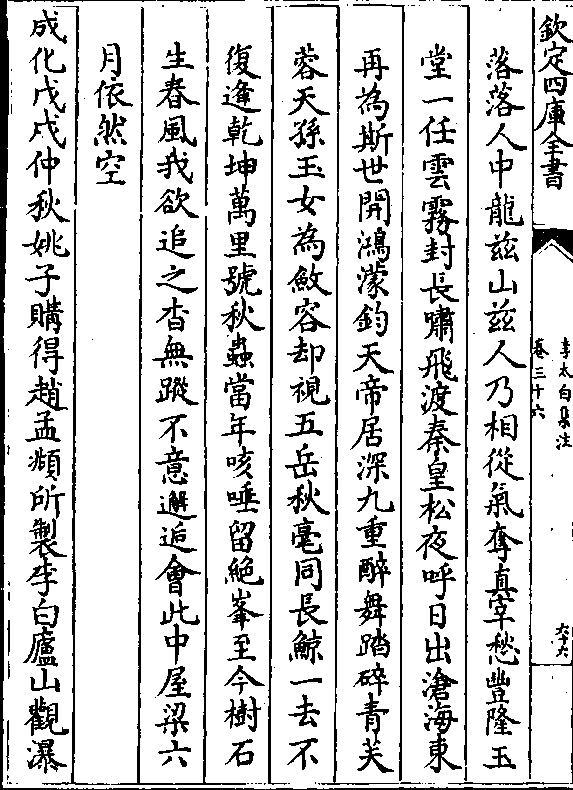 欽定四庫全書
李太白集注
卷三十六
六十六
落落人中龍兹山兹人乃相從氣奪真宰愁豐隆玉
堂一任雲霧封長嘯飛渡秦皇松夜呼日出滄海東
再為斯世開鴻濛鈞天帝居深九重醉舞踏碎青芙
蓉天孫玉女為斂容却視五岳秋毫同長鯨一去不
復逢乾坤萬里號秋蟲當年咳唾留絶峯至今樹石
生春風我欲追之杳無蹤不意邂逅會此中屋梁六
月依然空
成化戊戌仲秋姚子購得趙孟頫所製李白廬山觀瀑